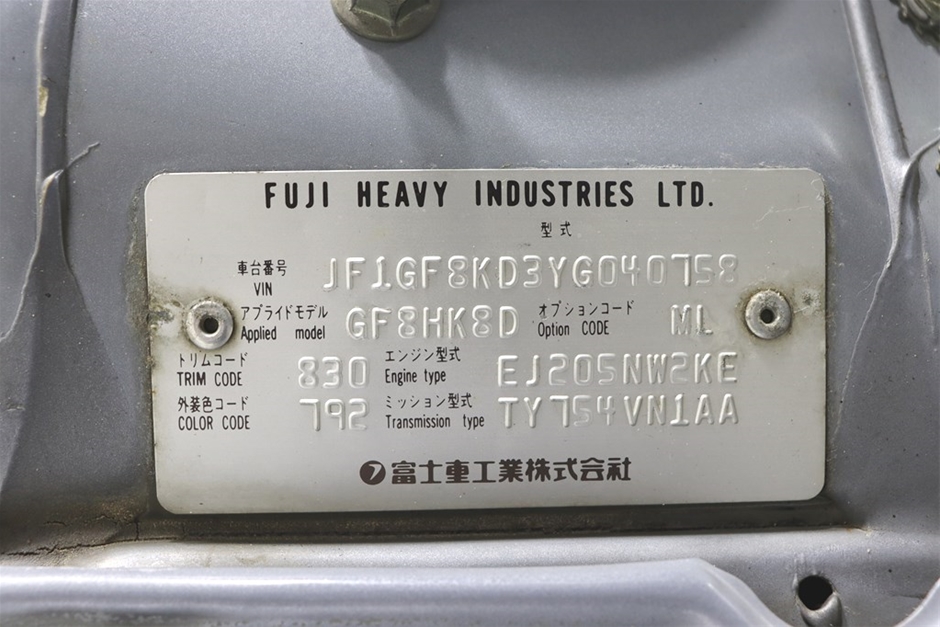 FUJI HEAVY INDUSTRIES LTD.
型式
車台番号 VIN JF1GF8KD3YG040758
アプライドモデル Applied model GF8HK8D オプションコード Option CODE ML
トリムコード TRIM CODE 830 エンジン型式 Engine type EJ205NW2KE
外装色コード COLOR CODE 792 ミッション型式 Transmission type TY754VN1AA
富士重工業株式会社